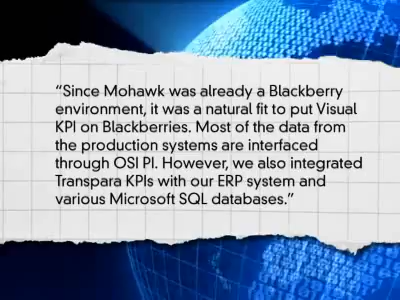 “Since Mohawk was already a Blackberry
environment, it was a natural fit to put Visual
KPI on Blackberries. Most of the data from
the production systems are interfaced
through OSI PI. However, we also integrated
Transpara KPIs with our ERP system and
various Microsoft SQL databases.”